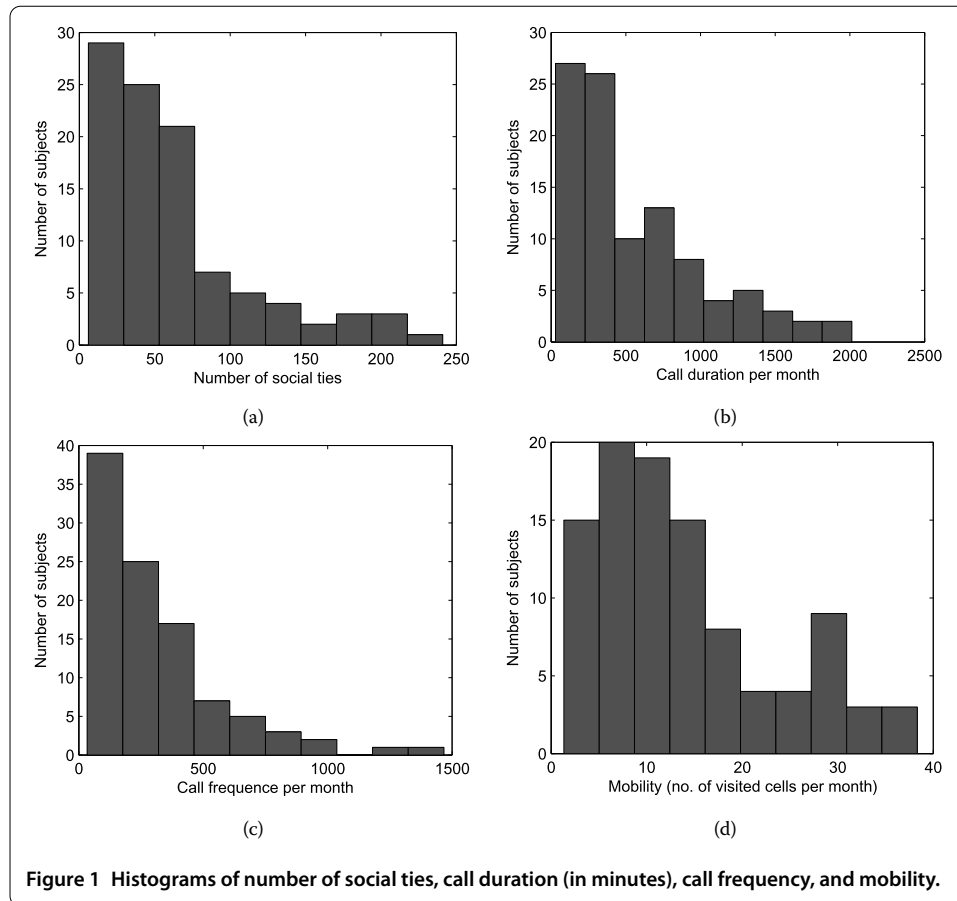 30
25
20
15
10
5
0
Number of subjects
0 50 100 150 200 250
Number of social ties
(a)
30
25
20
15
10
5
0
Number of subjects
0 500 1000 1500 2000 2500
Call duration per month
(b)
40
35
30
25
20
15
10
5
0
Number of subjects
0 500 1000 1500
Call frequence per month
(c)
20
15
10
5
0
Number of subjects
0 10 20 30 40
Mobility (no. of visited cells per month)
(d)
Figure 1 Histograms of number of social ties, call duration (in minutes), call frequency, and mobility.